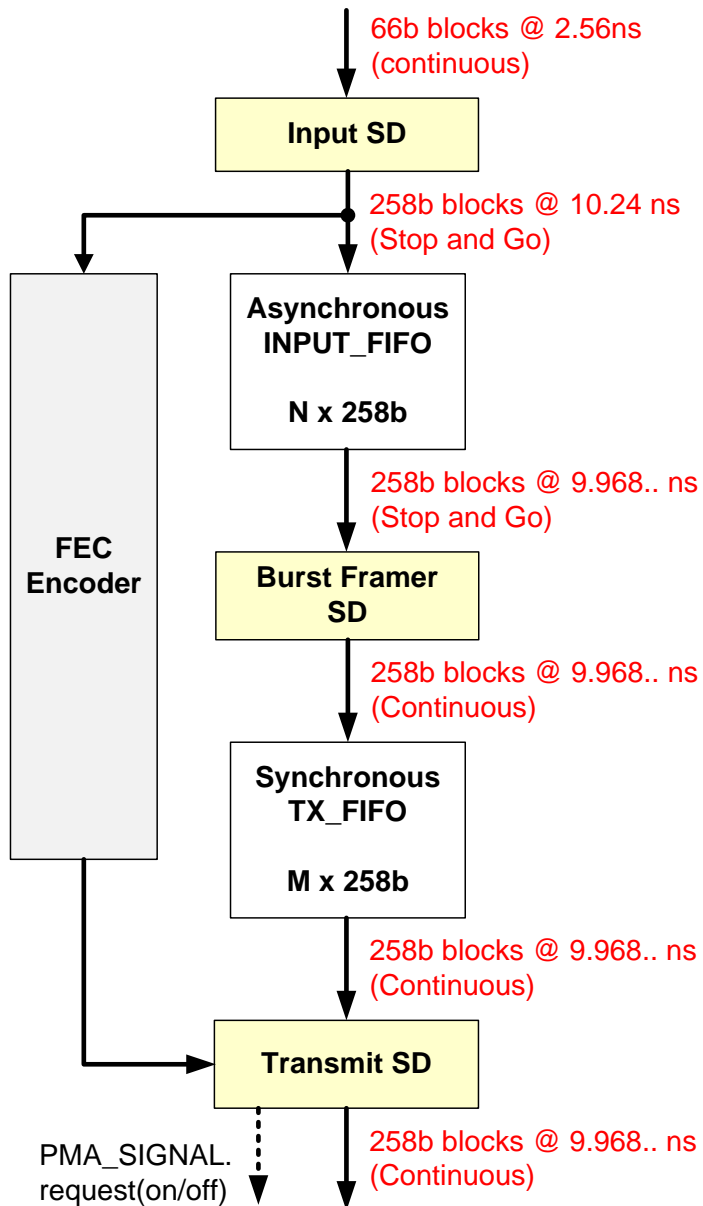 66b blocks @ 2.56ns
(continuous)
Input SD
258b blocks @ 10.24 ns
(Stop and Go)
Asynchronous
INPUT_FIFO
N x 258b
258b blocks @ 9.968.. ns
(Stop and Go)
FEC
Encoder
Burst Framer
SD
258b blocks @ 9.968.. ns
(Continuous)
Synchronous
TX_FIFO
M x 258b
258b blocks @ 9.968.. ns
(Continuous)
Transmit SD
PMA_SIGNAL.
request(on/off)
258b blocks @ 9.968.. ns
(Continuous)